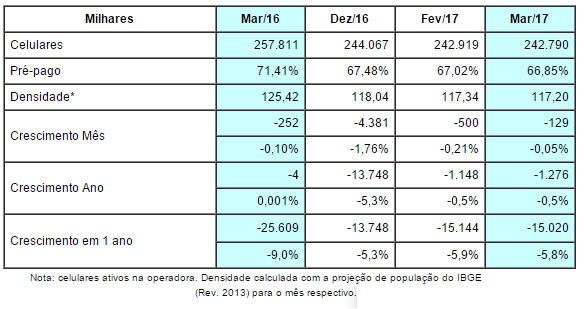 Milhares Mar/16 Dez/16 Fev/17 Mar/17
Celulares 257.811 244.067 242.919 242.790
Pré-pago 71,41% 67,48% 67,02% 66,85%
Densidade* 125,42 118,04 117,34 117,20
Crescimento Mês -252 -4.381 -500 -129
-0,10% -1,76% -0,21% -0,05%
Crescimento Ano -4 -13.748 -1.148 -1.276
0,001% -5,3% -0,5% -0,5%
Crescimento em 1 ano -25.609 -13.748 -15.144 -15.020
-9,0% -5,3% -5,9% -5,8%
Nota: celulares ativos na operadora. Densidade calculada com a projeção de população do IBGE
(Rev. 2013) para o mês respectivo.